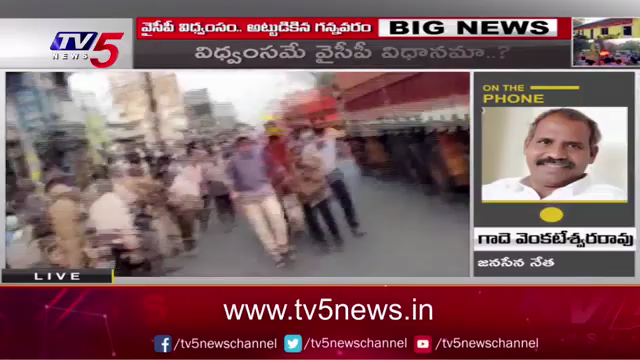 TV5
NEWS
వైసీపీ విధ్వంసం.. అట్టుడికిన గన్నవరం
BIG NEWS
విధ్వంసమే వైసీపీ విధానమా..?
ON THE
PHONE
గాదె వెంకటేశ్వరరావు
జనసేన నేత
LIVE
www.tv5news.in
/tv5newschannel
/tv5newschannel
/tv5newschannel